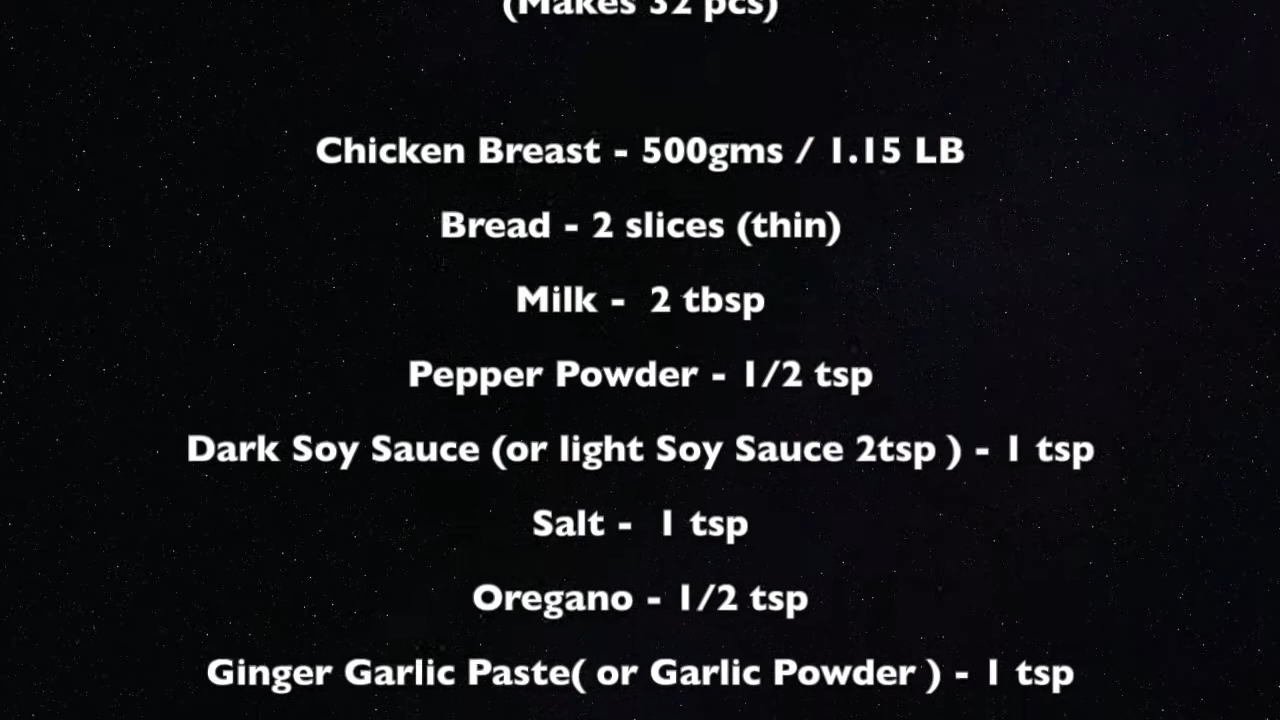 (Makes 32 pcs)
Chicken Breast - 500gms / 1.15 LB
Bread - 2 slices (thin)
Milk -  2 tbsp
Pepper Powder - 1/2 tsp
Dark Soy Sauce (or light Soy Sauce 2tsp ) - 1 tsp
Salt -  1 tsp
Oregano - 1/2 tsp
Ginger Garlic Paste( or Garlic Powder ) - 1 tsp